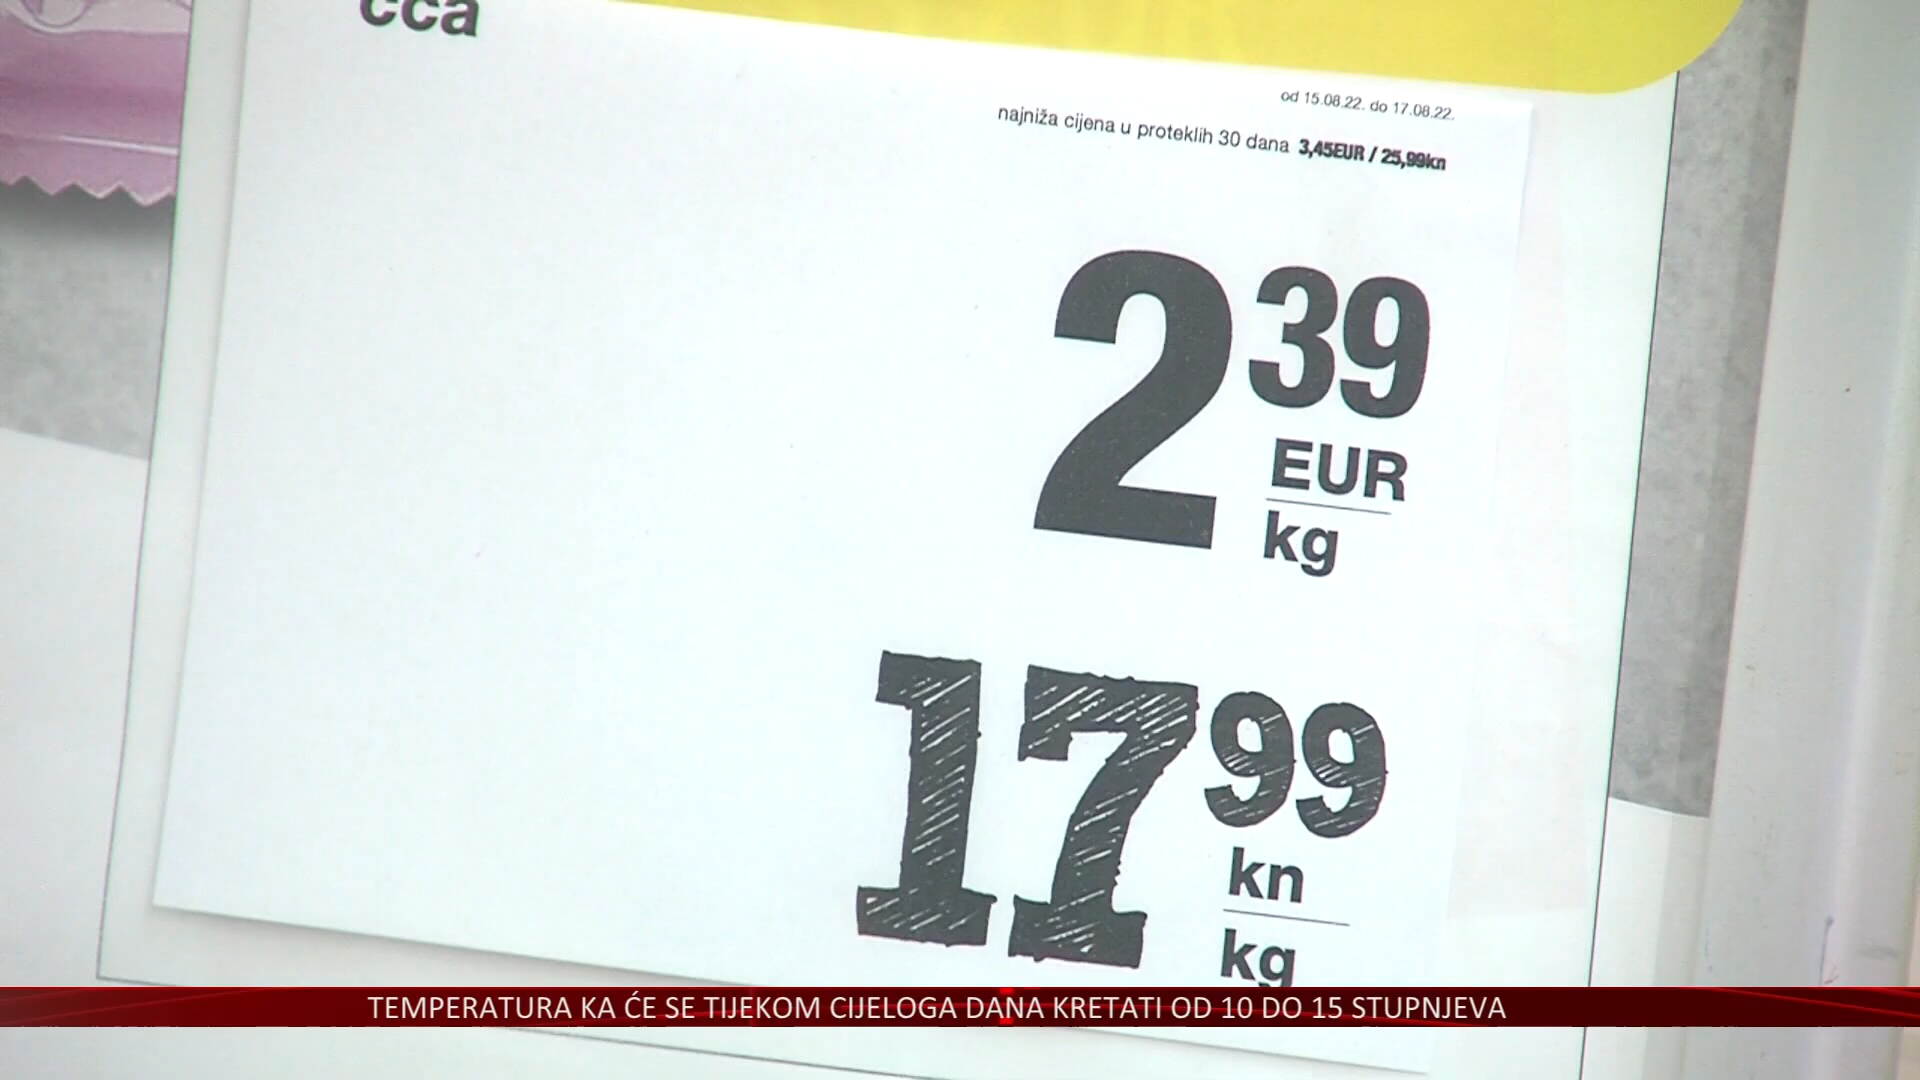 cca
od 15.08.22. do 17.08.22.
najniža cijena u proteklih 30 dana 3,45EUR / 25,99kn
2 39
EUR
kg
17 99
kn
kg
TEMPERATURA KA ĆE SE TIJEKOM CIJELOGA DANA KRETATI OD 10 DO 15 STUPNJEVA